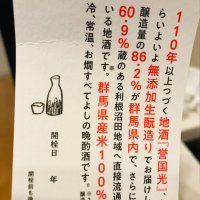 １１０年以上つづく地酒『誉国光』、
らいよいよ無添加生酛造りでお届けし
醸造量の86.2%が群馬県内で、さらに
60.9%蔵のある利根沼田地域へ直接流通
いる地酒です。群馬県産米100%
冷、常温、お燗すべてよしの晩酌酒です。
開栓日　年
開栓前も